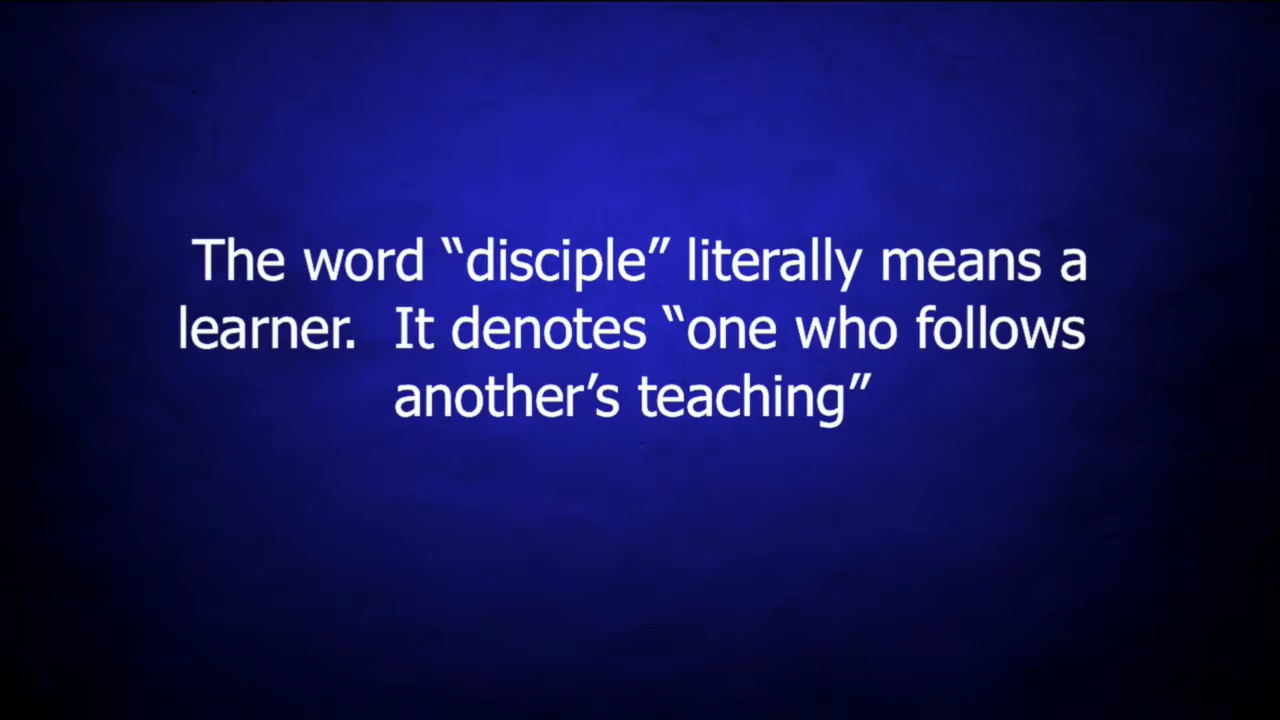 The word “disciple” literally means a
learner.  It denotes “one who follows
another’s teaching”